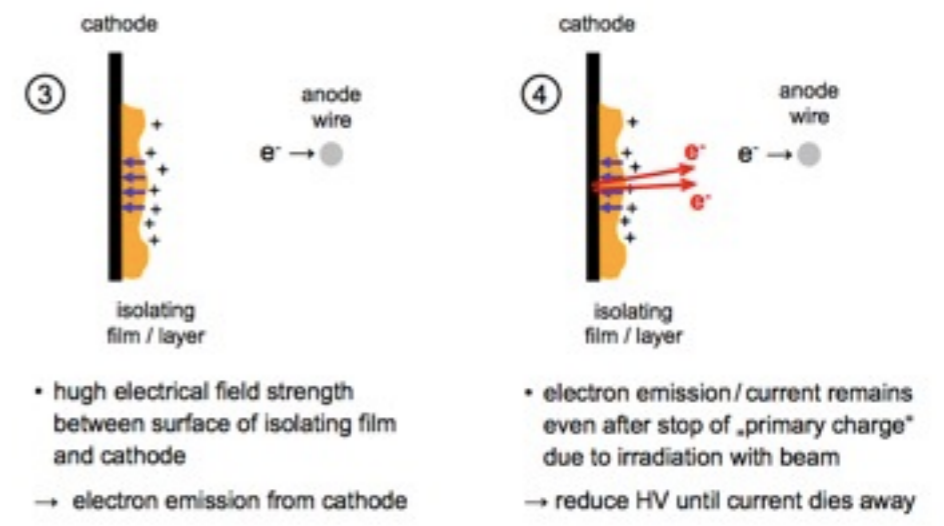 cathode
3
anode
wire
e⁻ →
+
+
+
+
+
+
isolating
film / layer
• hugh electrical field strength
between surface of isolating film
and cathode
→ electron emission from cathode
cathode
4
anode
wire
e⁻ →
e⁻
e⁻
+
+
+
+
+
+
isolating
film / layer
• electron emission / current remains
even after stop of „primary charge“
due to irradiation with beam
→ reduce HV until current dies away